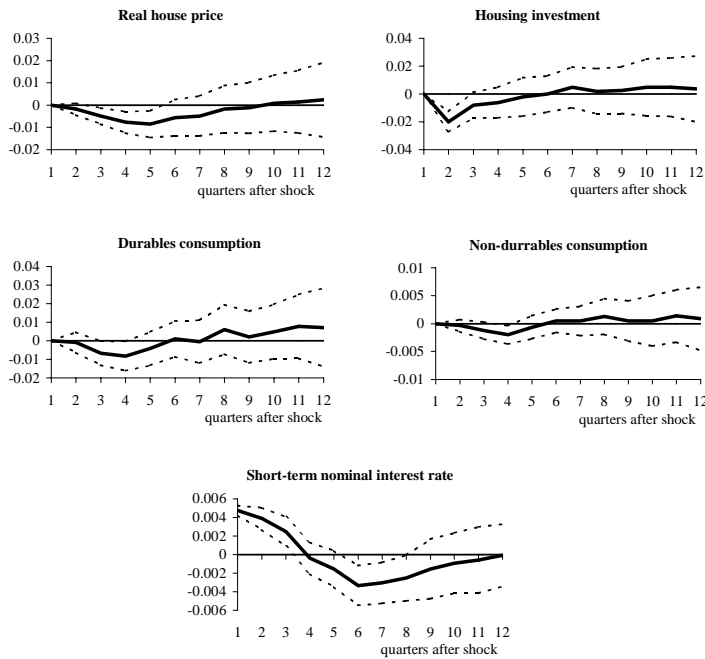 Real house price
0.03
0.02
0.01
0
-0.01
-0.02
1 2 3 4 5 6 7 8 9 10 11 12
quarters after shock
Housing investment
0.04
0.02
0
-0.02
-0.04
1 2 3 4 5 6 7 8 9 10 11 12
quarters after shock
Durables consumption
0.04
0.03
0.02
0.01
0
-0.01
-0.02
1 2 3 4 5 6 7 8 9 10 11 12
quarters after shock
Non-durrables consumption
0.01
0.005
0
-0.005
-0.01
1 2 3 4 5 6 7 8 9 10 11 12
quarters after shock
Short-term nominal interest rate
0.006
0.004
0.002
0
-0.002
-0.004
-0.006
1 2 3 4 5 6 7 8 9 10 11 12
quarters after shock